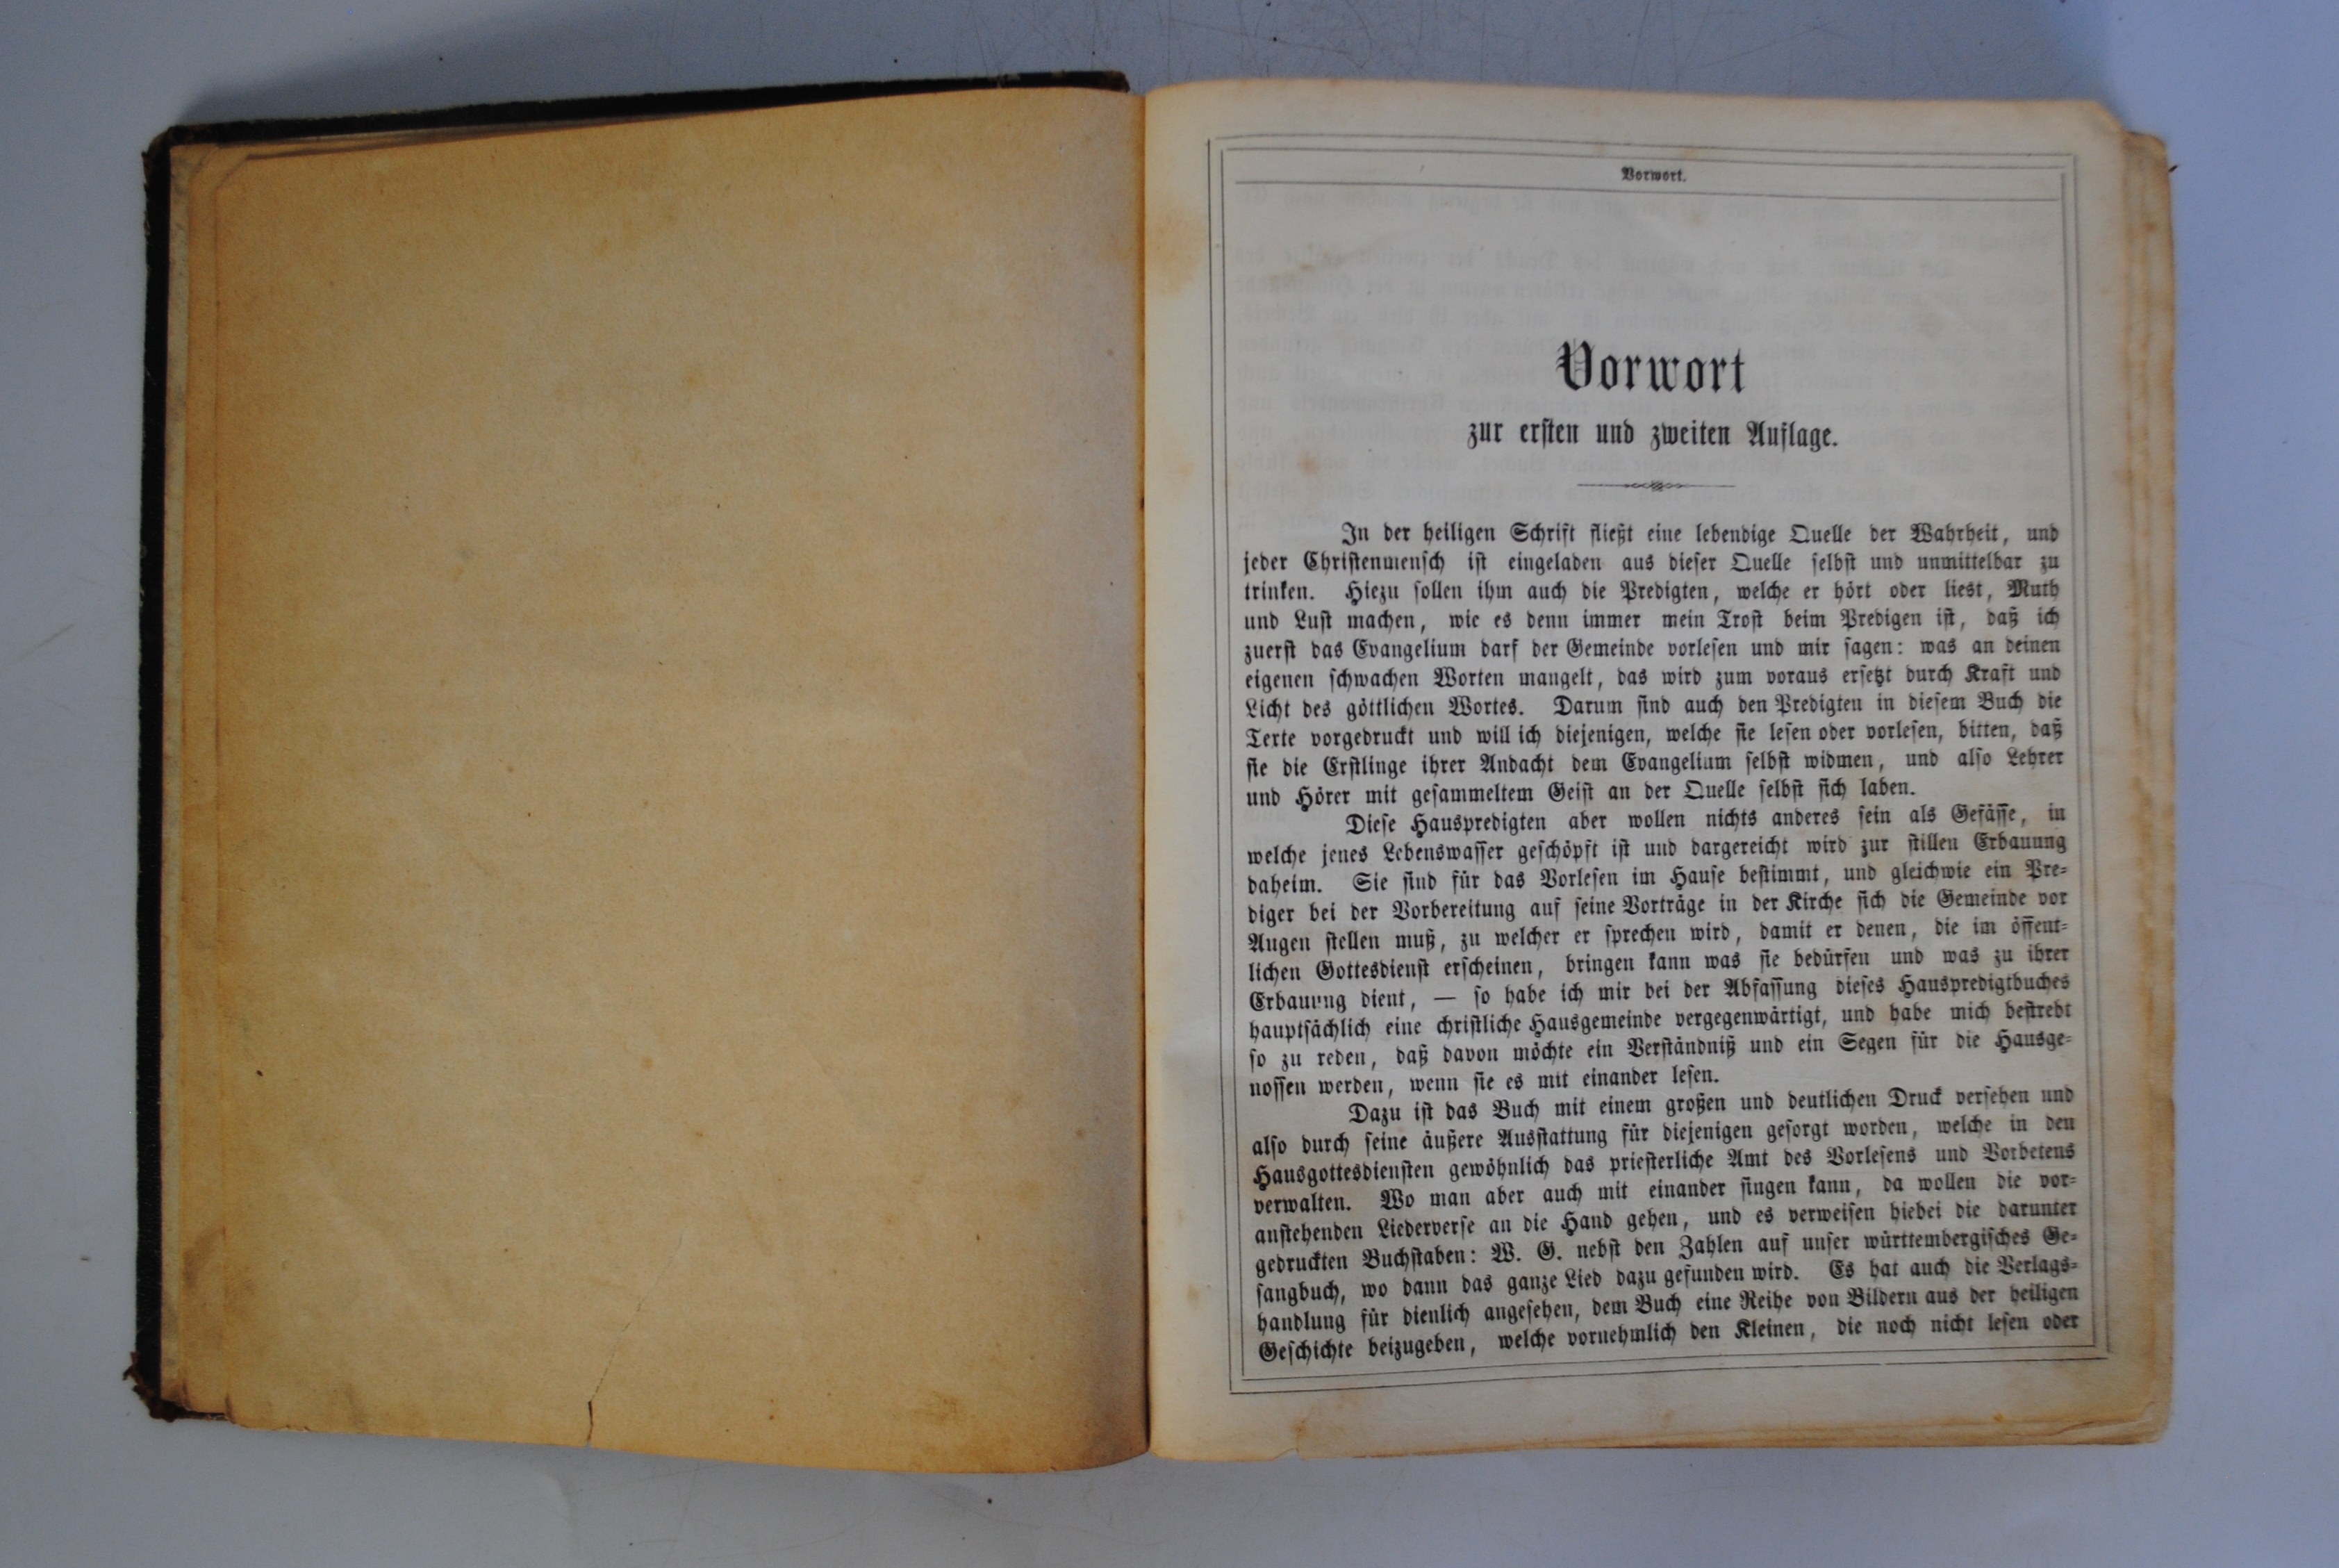 Vorwort.
Vorwort
zur ersten und zweiten Auflage.
In der heiligen Schrift fließt eine lebendige Quelle der Wahrheit, und
jeder Christenmensch ist eingeladen aus dieser Quelle selbst und unmittelbar zu
trinken. Hiezu sollen ihm auch die Predigten, welche er hört oder liest, Muth
und Lust machen, wie es denn immer mein Trost beim Predigen ist, daß ich
zuerst das Evangelium darf der Gemeinde vorlesen und mir sagen: was an deinen
eigenen schwachen Worten mangelt, das wird zum voraus ersetzt durch Kraft und
Licht des göttlichen Wortes. Darum sind auch den Predigten in diesem Buch die
Texte vorgedruckt und will ich diejenigen, welche sie lesen oder vorlesen, bitten, daß
sie die Erstlinge ihrer Andacht dem Evangelium selbst widmen, und also Lehrer
und Hörer mit gesammeltem Geist an der Quelle selbst sich laben.
Diese Hauspredigten aber wollen nichts anderes sein als Gefässe, in
welche jenes Lebenswasser geschöpft ist und dargereicht wird zur stillen Erbauung
daheim. Sie sind für das Vorlesen im Hause bestimmt, und gleichwie ein Pre-
diger bei der Vorbereitung auf seine Vorträge in der Kirche sich die Gemeinde vor
Augen stellen muß, zu welcher er sprechen wird, damit er denen, die im öffent-
lichen Gottesdienst erscheinen, bringen kann was sie bedürfen und was zu ihrer
Erbauung dient, — so habe ich mir bei der Abfassung dieses Hauspredigtbuches
hauptsächlich eine christliche Hausgemeinde vergegenwärtigt, und habe mich bestrebt
so zu reden, daß davon möchte ein Verständniß und ein Segen für die Hausge-
nossen werden, wenn sie es mit einander lesen.
Dazu ist das Buch mit einem großen und deutlichen Druck versehen und
also durch seine äußere Ausstattung für diejenigen gesorgt worden, welche in den
Hausgottesdiensten gewöhnlich das priesterliche Amt des Vorlesens und Vorbetens
verwalten. Wo man aber auch mit einander singen kann, da wollen die vor-
anstehenden Liederverse an die Hand gehen, und es verweisen hiebei die darunter
gedruckten Buchstaben: W. G. nebst den Zahlen auf unser württembergisches Ge-
sangbuch, wo dann das ganze Lied dazu gefunden wird. Es hat auch die Verlags-
handlung für dienlich angesehen, dem Buch eine Reihe von Bildern aus der heiligen
Geschichte beizugeben, welche vornehmlich den Kleinen, die noch nicht lesen oder